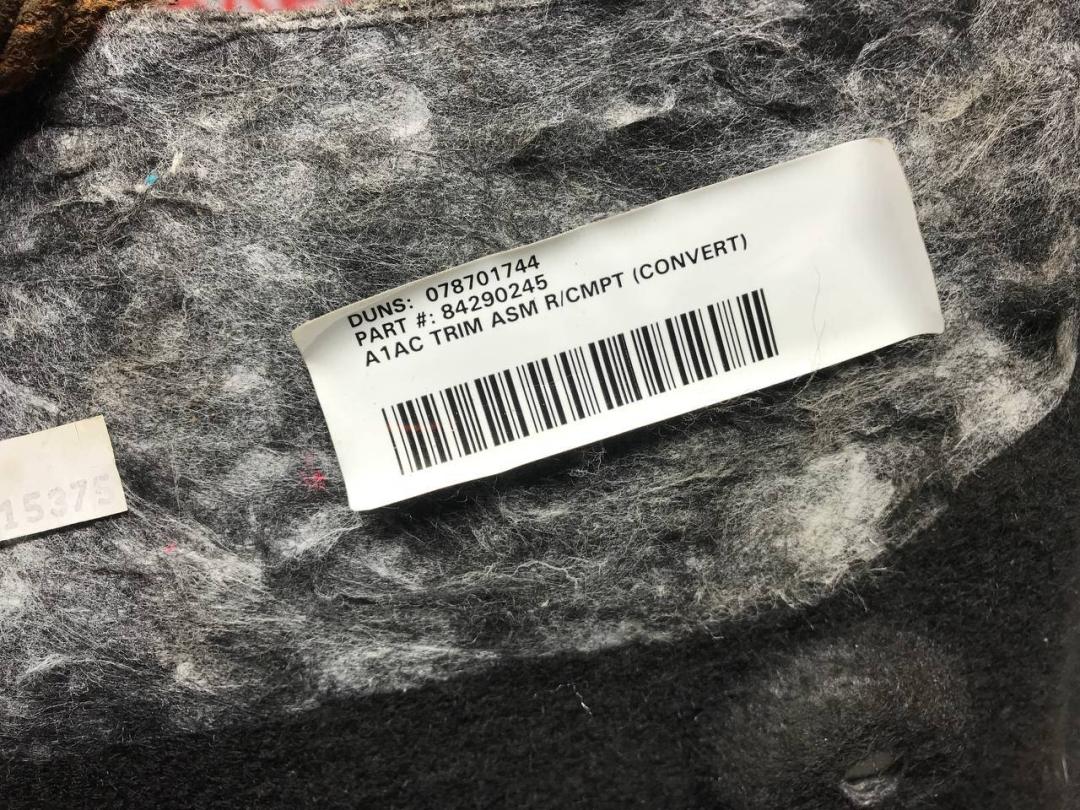 DUNS: 078701744
PART #: 84290245
A1AC TRIM ASM R/CMPT (CONVERT)
15375